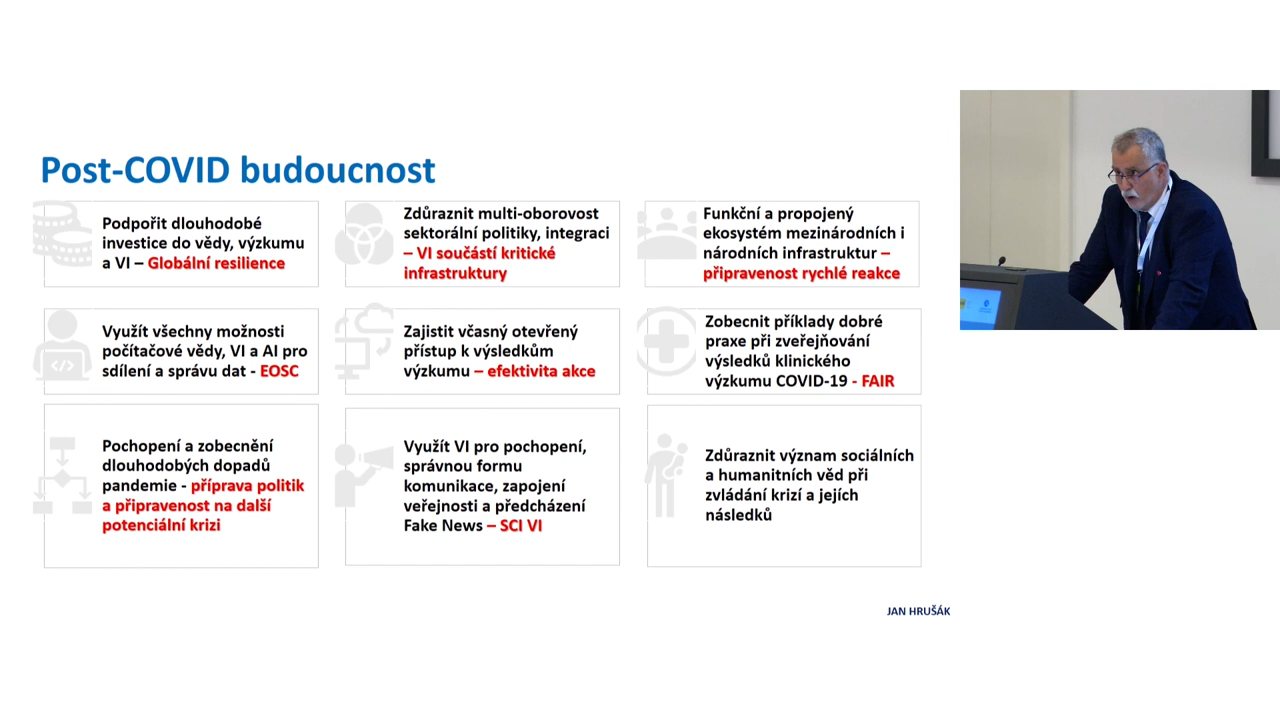 Post-COVID budoucnost
Podpořit dlouhodobé
investice do vědy, výzkumu
a VI – Globální resilience
Zdůraznit multi-oborovost
sektorální politiky, integraci
– VI součástí kritické
infrastruktury
Funkční a propojený
ekosystém mezinárodních i
národních infrastruktur –
připravenost rychlé reakce
Využít všechny možnosti
počítačové vědy, VI a AI pro
sdílení a správu dat - EOSC
Zajistit včasný otevřený
přístup k výsledkům
výzkumu – efektivita akce
Zobecnit příklady dobré
praxe při zveřejňování
výsledků klinického
výzkumu COVID-19 - FAIR
Pochopení a zobecnění
dlouhodobých dopadů
pandemie - příprava politik
a připravenost na další
potenciální krizi
Využít VI pro pochopení,
správnou formu
komunikace, zapojení
veřejnosti a předcházení
Fake News – SCI VI
Zdůraznit význam sociálních
a humanitních věd při
zvládání krizí a jejích
následků
JAN HRUŠÁK